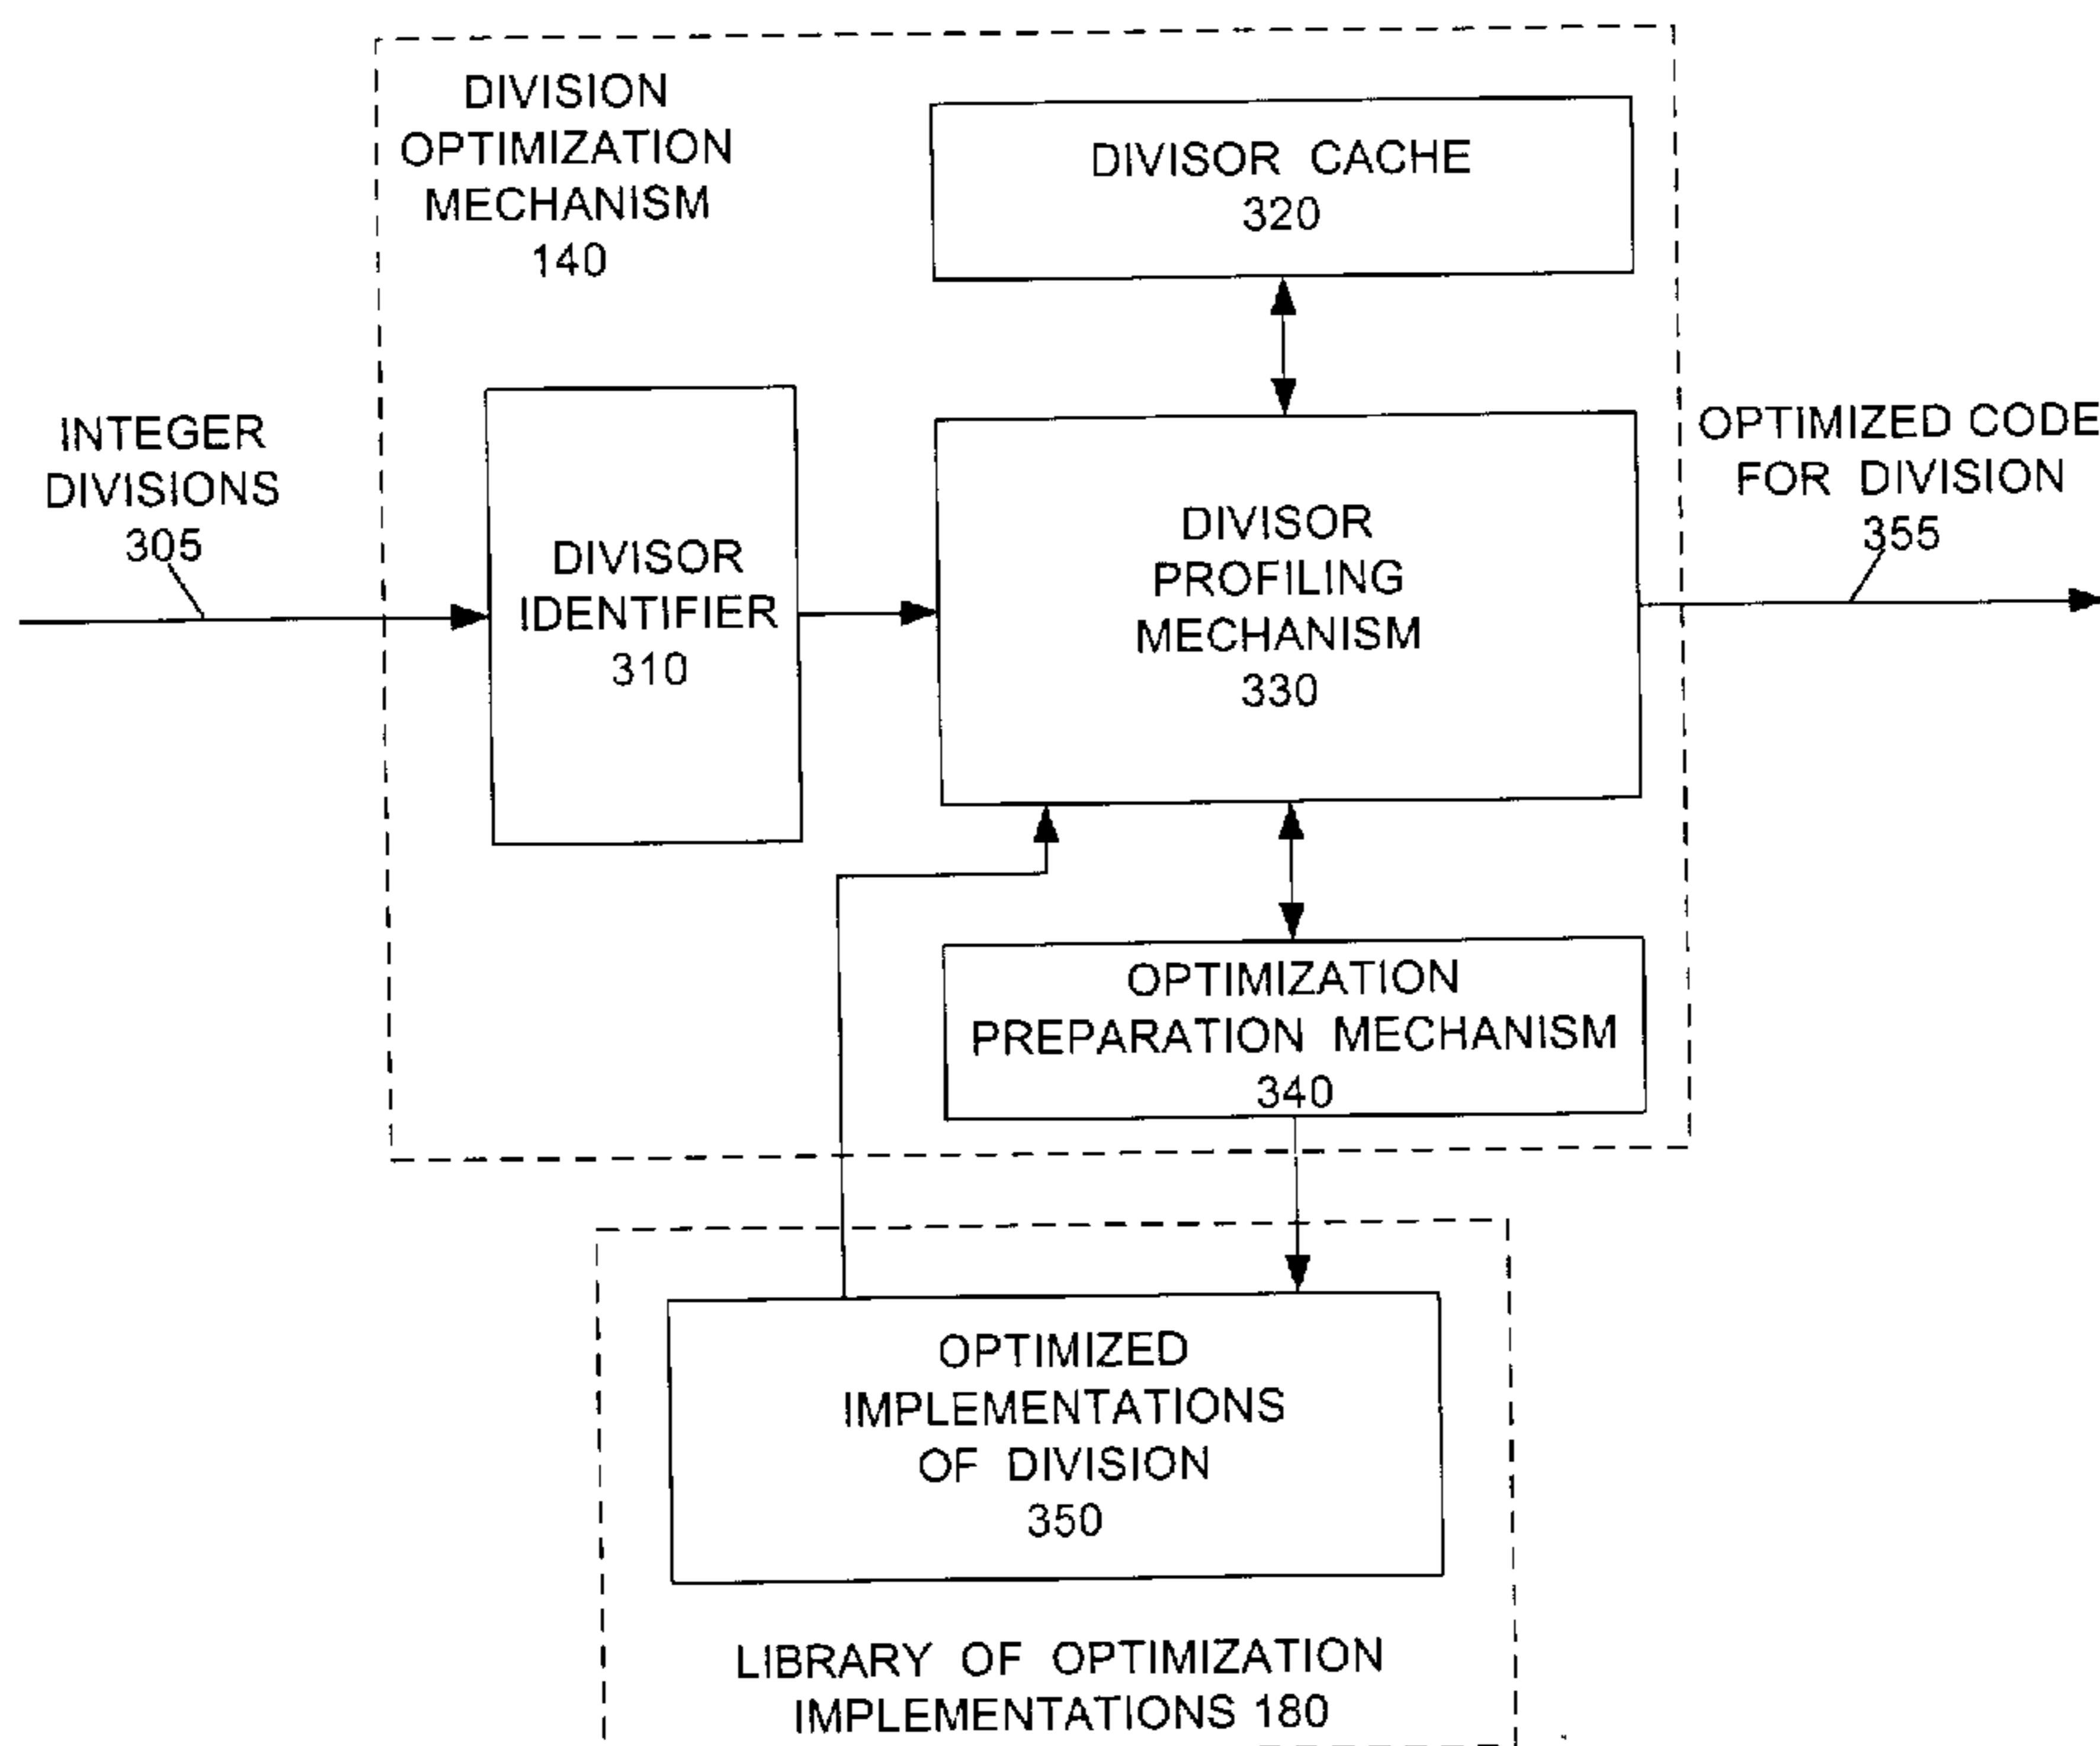 DIVISION
OPTIMIZATION
MECHANISM
140
DIVISOR CACHE
320
INTEGER
DIVISIONS
305
DIVISOR
IDENTIFIER
310
DIVISOR
PROFILING
MECHANISM
330
OPTIMIZED CODE
FOR DIVISION
355
OPTIMIZATION
PREPARATION MECHANISM
340
OPTIMIZED
IMPLEMENTATIONS
OF DIVISION
350
LIBRARY OF OPTIMIZATION
IMPLEMENTATIONS 180